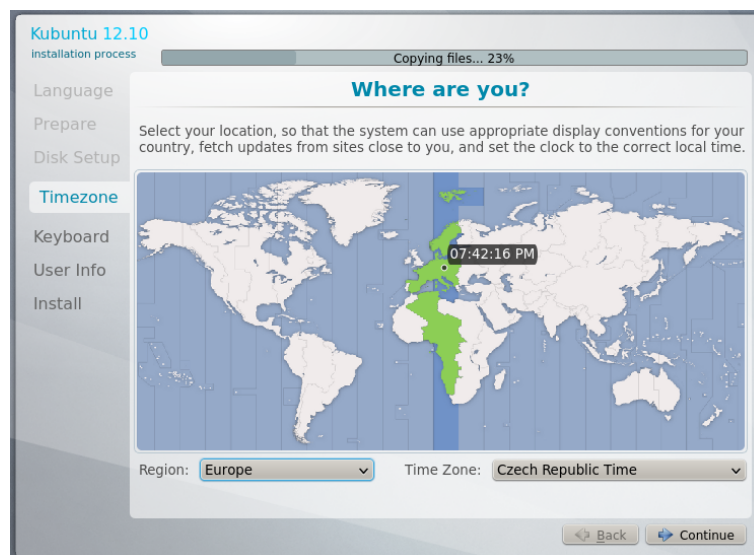 Kubuntu 12.10
installation process
Copying files... 23%
Language
Prepare
Disk Setup
Timezone
Keyboard
User Info
Install
Where are you?
Select your location, so that the system can use appropriate display conventions for your
country, fetch updates from sites close to you, and set the clock to the correct local time.
07:42:16 PM
Region: Europe Time Zone: Czech Republic Time
Back Continue